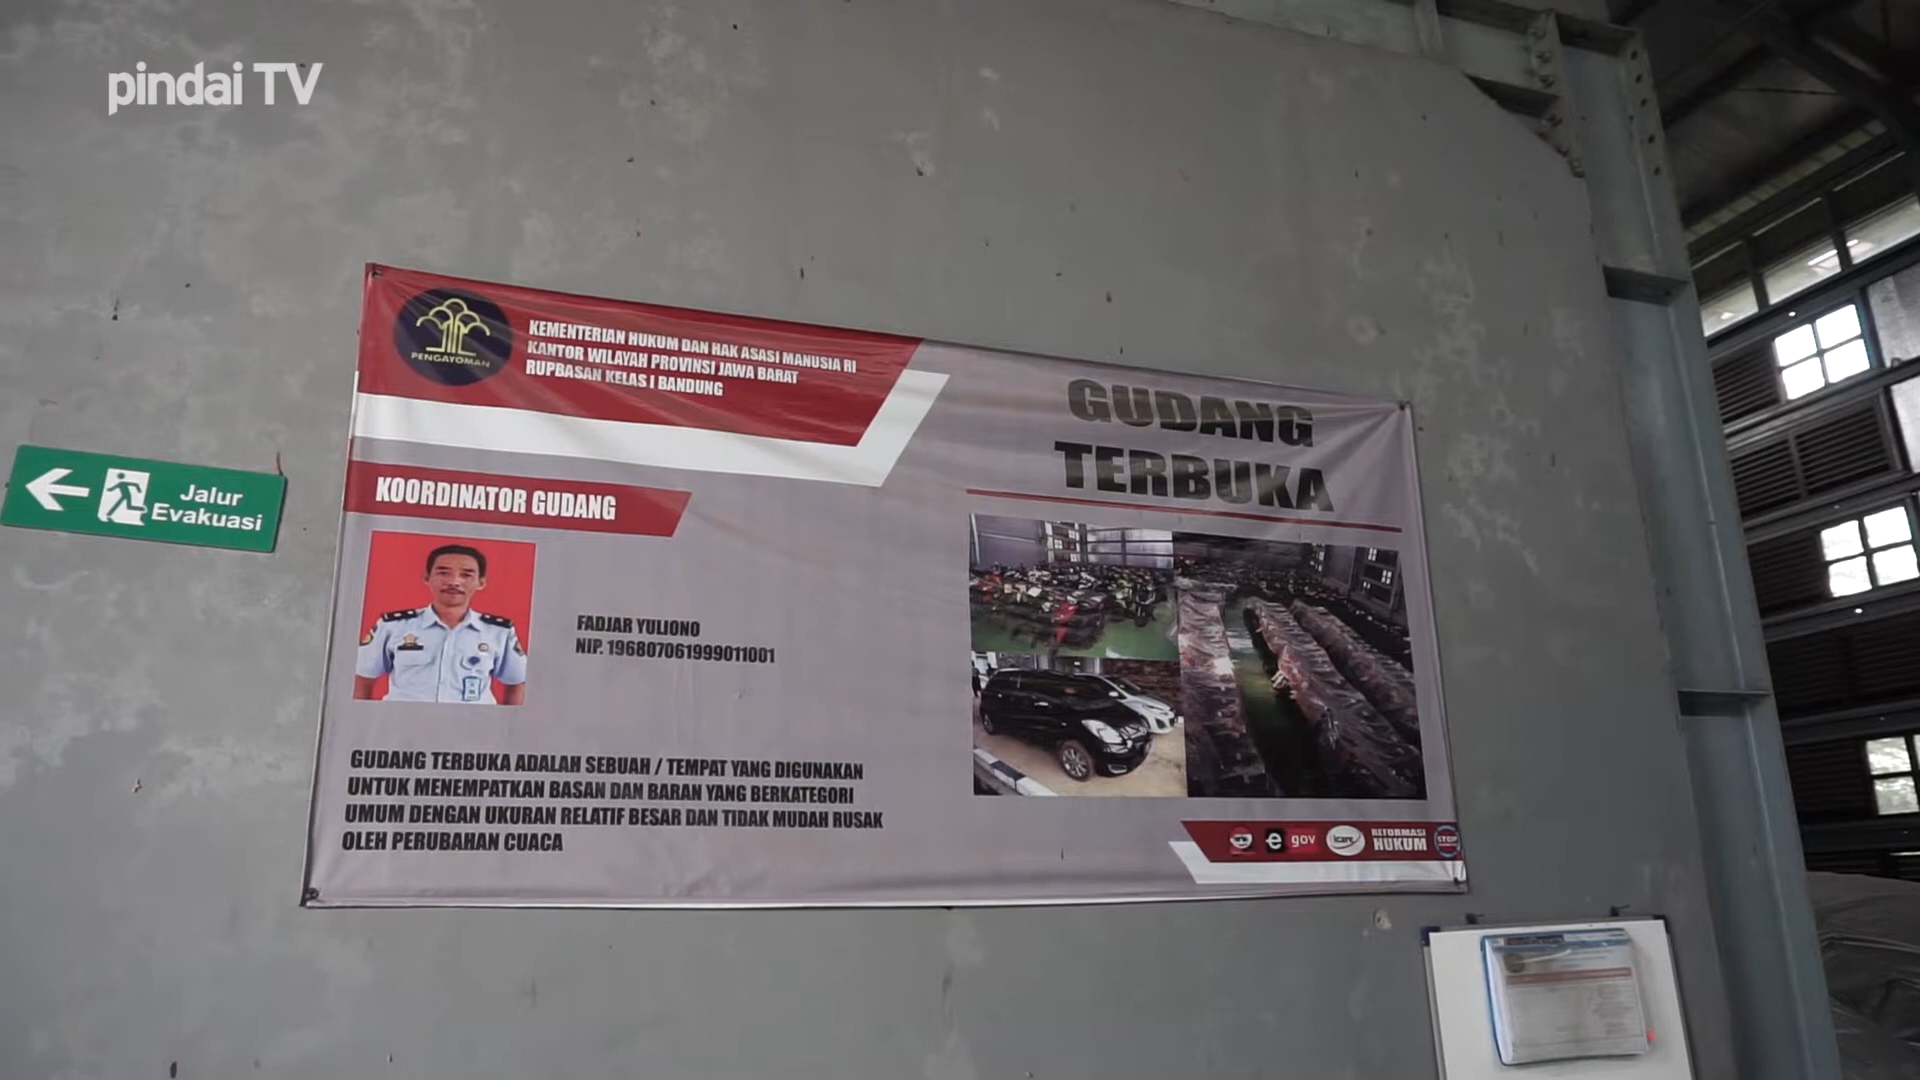 pindai TV
PENGAYOMAN
KEMENTERIAN HUKUM DAN HAK ASASI MANUSIA RI
KANTOR WILAYAH PROVINSI JAWA BARAT
RUPBASAN KELAS I BANDUNG
GUDANG
TERBUKA
Jalur
Evakuasi
KOORDINATOR GUDANG
FADJAR YULIONO
NIP. 196807061999011001
GUDANG TERBUKA ADALAH SEBUAH / TEMPAT YANG DIGUNAKAN
UNTUK MENEMPATKAN BASAN DAN BARAN YANG BERKATEGORI
UMUM DENGAN UKURAN RELATIF BESAR DAN TIDAK MUDAH RUSAK
OLEH PERUBAHAN CUACA
e gov
REFORMASI
HUKUM
STOP